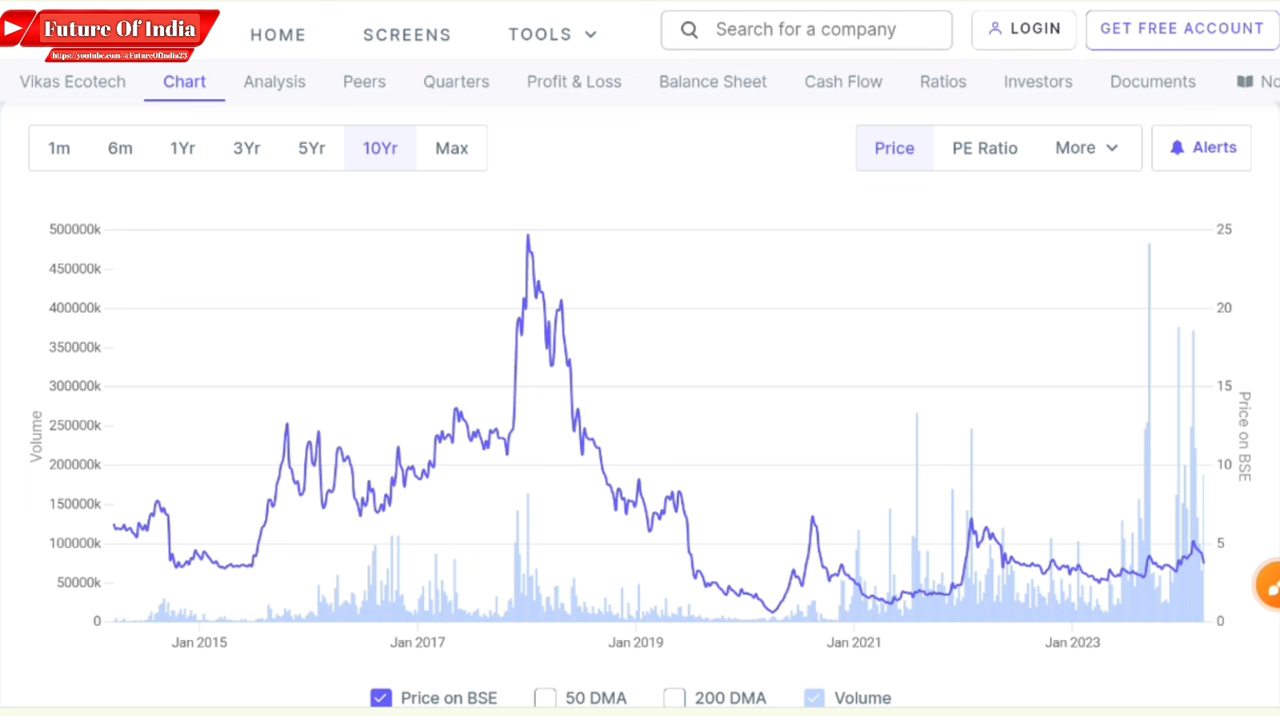 Future Of India
https://youtube.com/@FutureOfIndia23
HOME SCREENS TOOLS Search for a company LOGIN GET FREE ACCOUNT
Vikas Ecotech Chart Analysis Peers Quarters Profit & Loss Balance Sheet Cash Flow Ratios Investors Documents No
1m 6m 1Yr 3Yr 5Yr 10Yr Max Price PE Ratio More Alerts
500000k 25
450000k
400000k 20
350000k
300000k 15
250000k
200000k 10
150000k
100000k 5
50000k
0 0
Volume
Price on BSE
Jan 2015 Jan 2017 Jan 2019 Jan 2021 Jan 2023
Price on BSE 50 DMA 200 DMA Volume